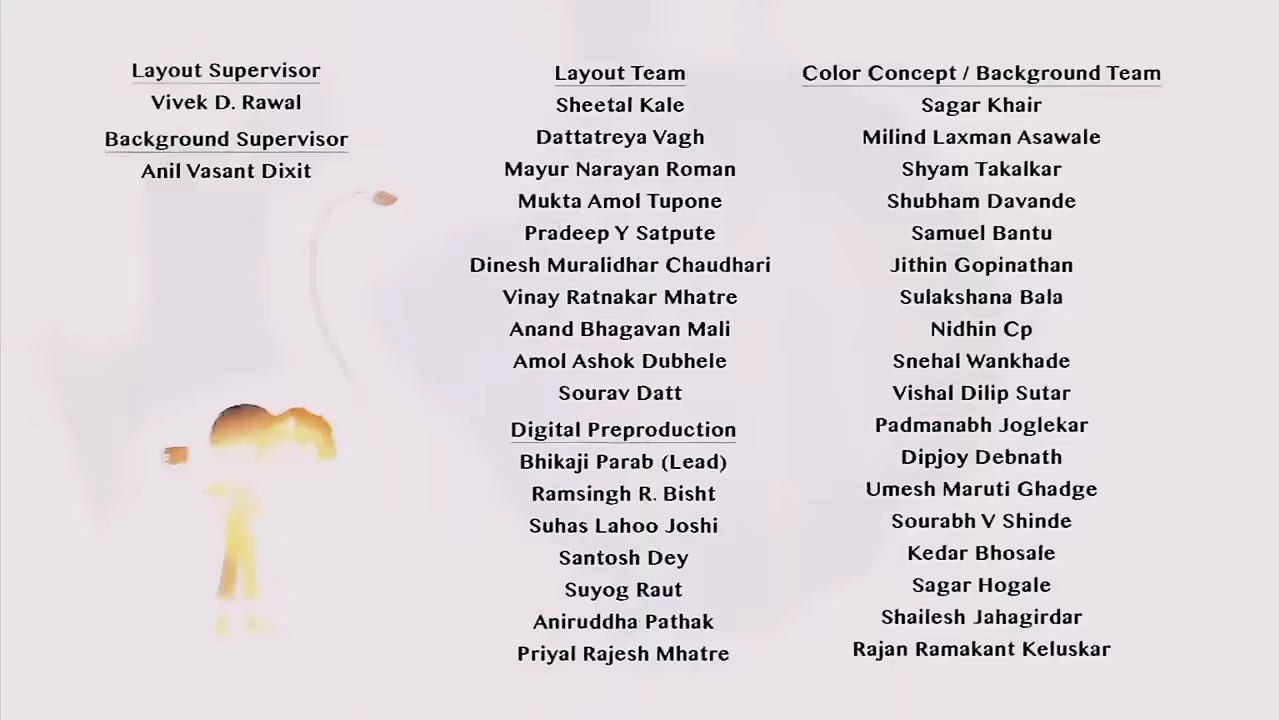 Layout Supervisor
Vivek D. Rawal
Background Supervisor
Anil Vasant Dixit
Layout Team
Sheetal Kale
Dattatreya Vagh
Mayur Narayan Roman
Mukta Amol Tupone
Pradeep Y Satpute
Dinesh Muralidhar Chaudhari
Vinay Ratnakar Mhatre
Anand Bhagavan Mali
Amol Ashok Dubhele
Sourav Datt
Digital Preproduction
Bhikaji Parab (Lead)
Ramsingh R. Bisht
Suhas Lahoo Joshi
Santosh Dey
Suyog Raut
Aniruddha Pathak
Priyal Rajesh Mhatre
Color Concept / Background Team
Sagar Khair
Milind Laxman Asawale
Shyam Takalkar
Shubham Davande
Samuel Bantu
Jithin Gopinathan
Sulakshana Bala
Nidhin Cp
Snehal Wankhade
Vishal Dilip Sutar
Padmanabh Joglekar
Dipjoy Debnath
Umesh Maruti Ghadge
Sourabh V Shinde
Kedar Bhosale
Sagar Hogale
Shailesh Jahagirdar
Rajan Ramakant Keluskar